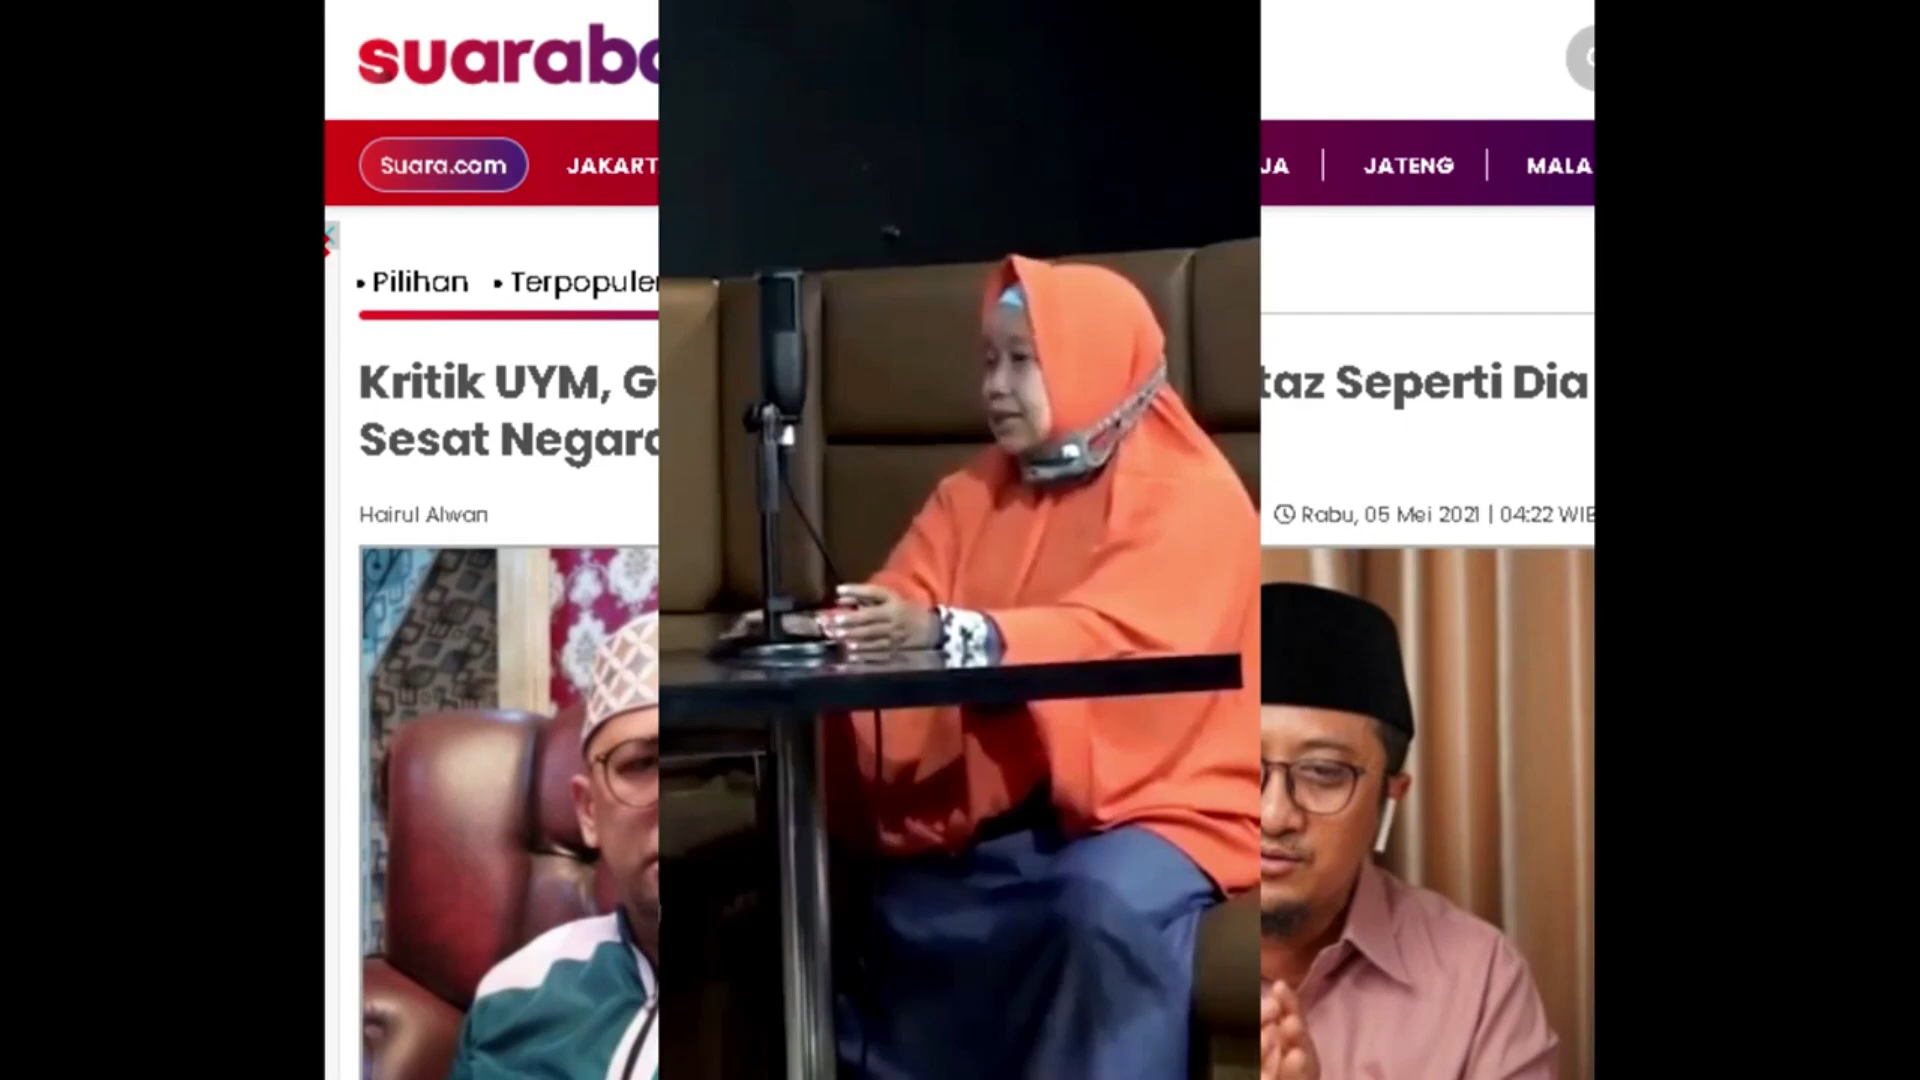 suarab
Suara.com JAKART JA JATENG MALA
• Pilihan • Terpopuler
Kritik UYM, G taz Seperti Dia
Sesat Negara
Hairul Alwan Rabu, 05 Mei 2021 | 04:22 WIB